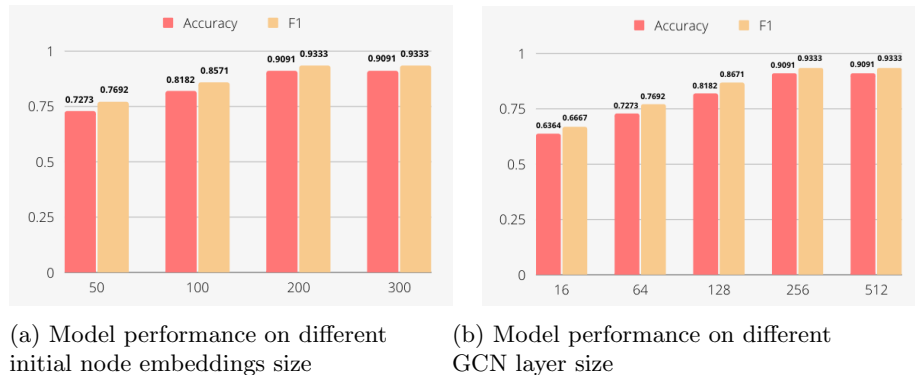 Accuracy F1
1
0.75
0.5
0.25
0
0.7273 0.7692
0.8182 0.8571
0.9091 0.9333
0.9091 0.9333
50 100 200 300
(a) Model performance on different
initial node embeddings size
Accuracy F1
1
0.75
0.5
0.25
0
0.6364 0.6667
0.7273 0.7692
0.8182 0.8671
0.9091 0.9333
0.9091 0.9333
16 64 128 256 512
(b) Model performance on different
GCN layer size